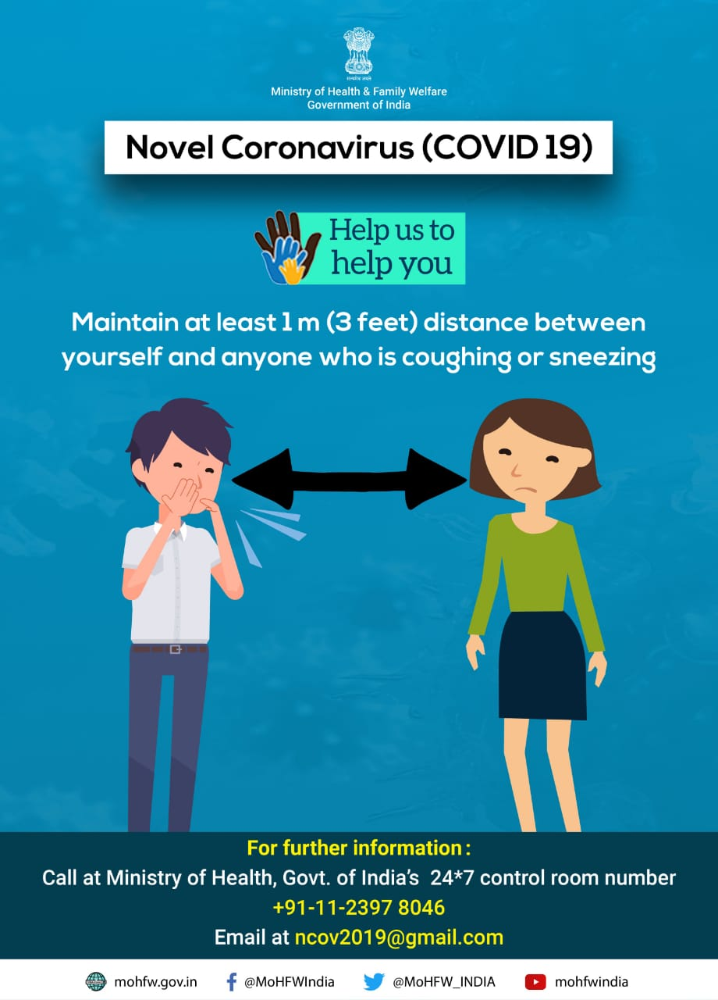 सत्यमेव जयते
Ministry of Health & Family Welfare
Government of India
Novel Coronavirus (COVID 19)
Help us to
help you
Maintain at least 1 m (3 feet) distance between
yourself and anyone who is coughing or sneezing
For further information :
Call at Ministry of Health, Govt. of India’s 24*7 control room number
+91-11-2397 8046
Email at ncov2019@gmail.com
mohfw.gov.in @MoHFWIndia @MoHFW_INDIA mohfwindia